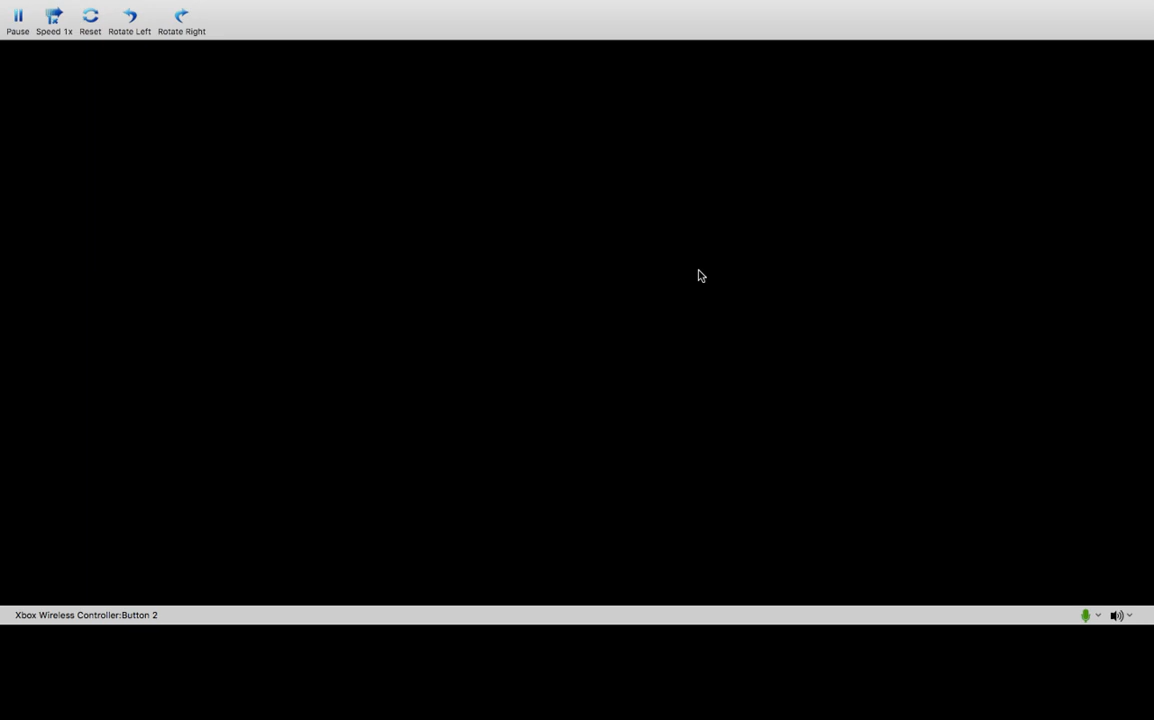 Pause Speed 1x Reset Rotate Left Rotate Right
Xbox Wireless Controller:Button 2